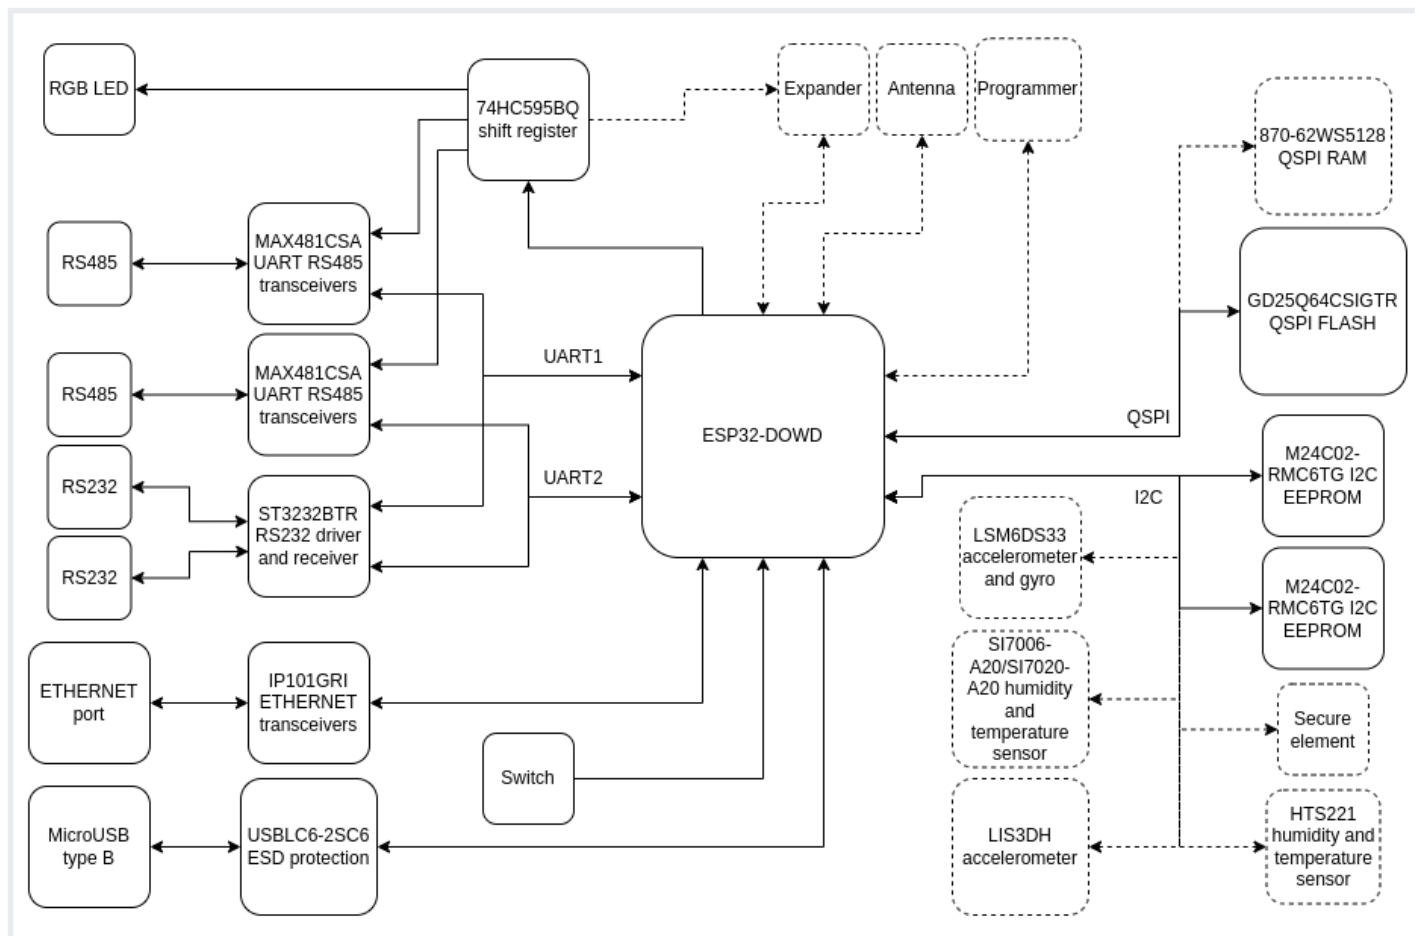 RGB LED
74HC595BQ
shift register
Expander
Antenna
Programmer
870-62WS5128
QSPI RAM
MAX481CSA
UART RS485
transceivers
RS485
GD25Q64CSIGTR
QSPI FLASH
MAX481CSA
UART RS485
transceivers
RS485
UART1
ESP32-DOWD
QSPI
M24C02-
RMC6TG I2C
EEPROM
RS232
RS232
ST3232BTR
RS232 driver
and receiver
UART2
I2C
LSM6DS33
accelerometer
and gyro
M24C02-
RMC6TG I2C
EEPROM
ETHERNET
port
IP101GRI
ETHERNET
transceivers
SI7006-
A20/SI7020-
A20 humidity
and
temperature
sensor
Secure
element
Switch
MicroUSB
type B
USBLC6-2SC6
ESD protection
LIS3DH
accelerometer
HTS221
humidity and
temperature
sensor